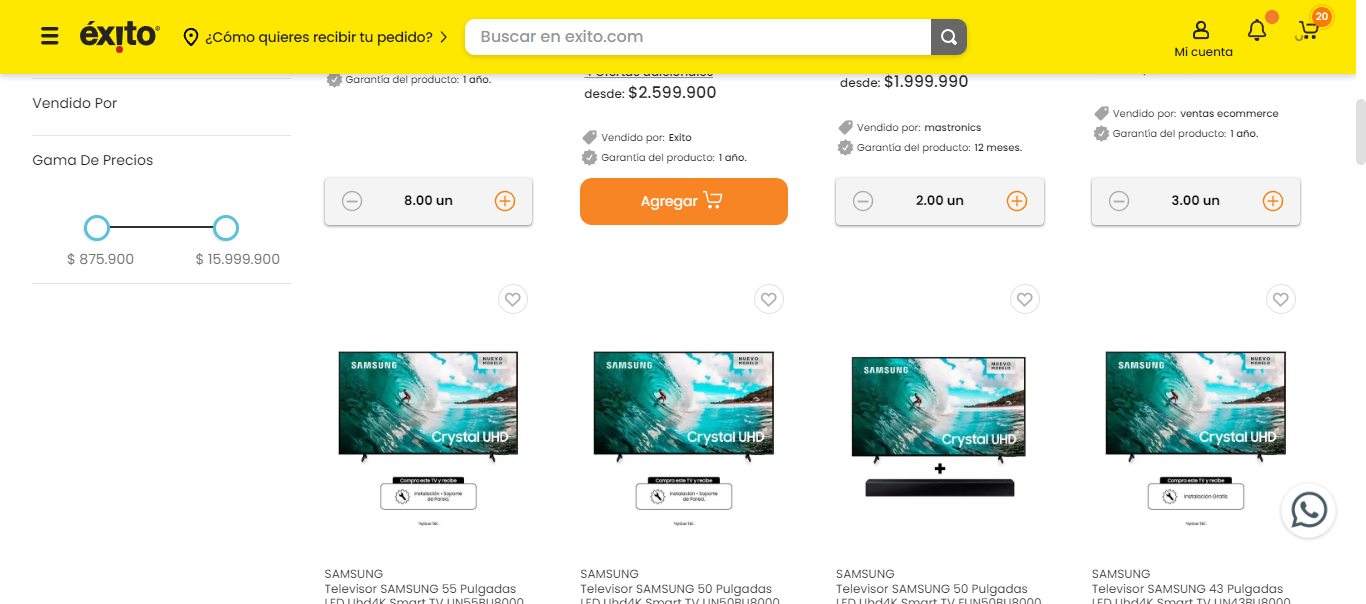 éxito
¿Cómo quieres recibir tu pedido?
Buscar en exito.com
Mi cuenta
20
Vendido Por
Gama De Precios
$ 875.900
$ 15.999.900
Garantía del producto: 1 año.
8.00 un
desde: $2.599.900
Vendido por: Exito
Garantía del producto: 1 año.
Agregar
desde: $1.999.990
Vendido por: mastronics
Garantía del producto: 12 meses.
2.00 un
Vendido por: ventas ecommerce
Garantía del producto: 1 año.
3.00 un
SAMSUNG
NUEVO
MODELO
Crystal UHD
Compra este TV y recibe
Instalación + Soporte
de Pared.
SAMSUNG
Televisor SAMSUNG 55 Pulgadas
LED Uhd4K Smart TV UN55BU8000
SAMSUNG
NUEVO
MODELO
Crystal UHD
Compra este TV y recibe
Instalación + Soporte
de Pared.
SAMSUNG
Televisor SAMSUNG 50 Pulgadas
LED Uhd4K Smart TV UN50BU8000
SAMSUNG
NUEVO
MODELO
Crystal UHD
+
SAMSUNG
Televisor SAMSUNG 50 Pulgadas
LED Uhd4K Smart TV FUN50BU8000
SAMSUNG
NUEVO
MODELO
Crystal UHD
Compra este TV y recibe
Instalación Gratis
SAMSUNG
Televisor SAMSUNG 43 Pulgadas
LED Uhd4K Smart TV UN43BU8000